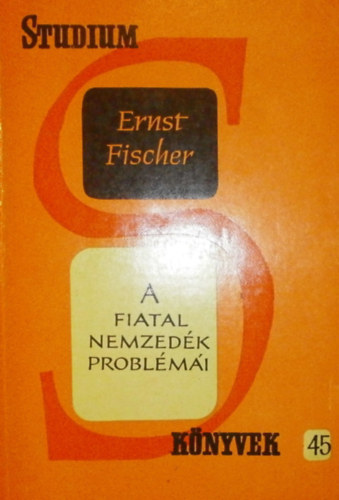 STUDIUM
Ernst
Fischer
A
FIATAL
NEMZEDÉK
PROBLÉMÁI
KÖNYVEK 45